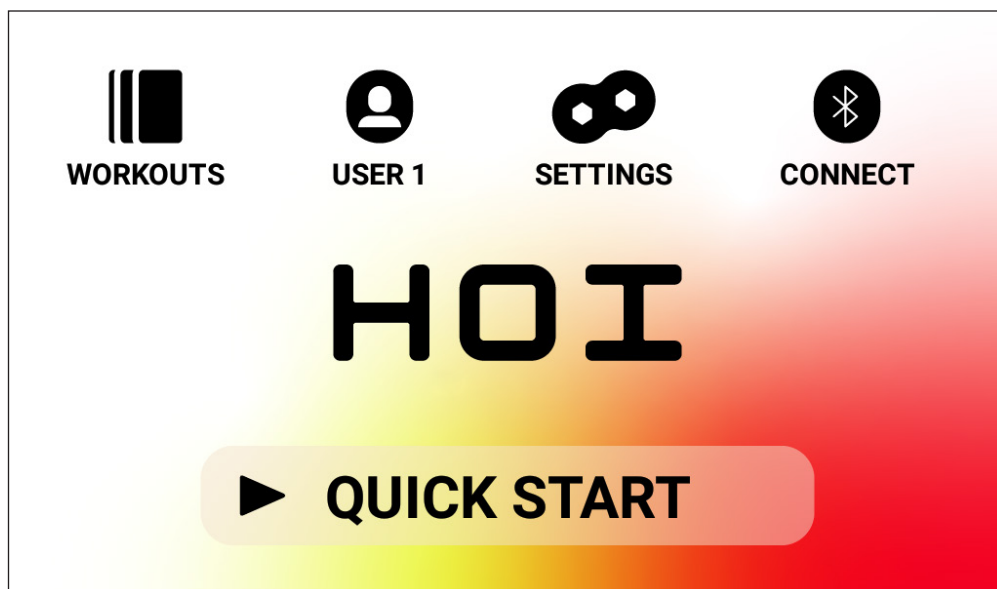 WORKOUTS
USER 1
SETTINGS
CONNECT
HOI
QUICK START